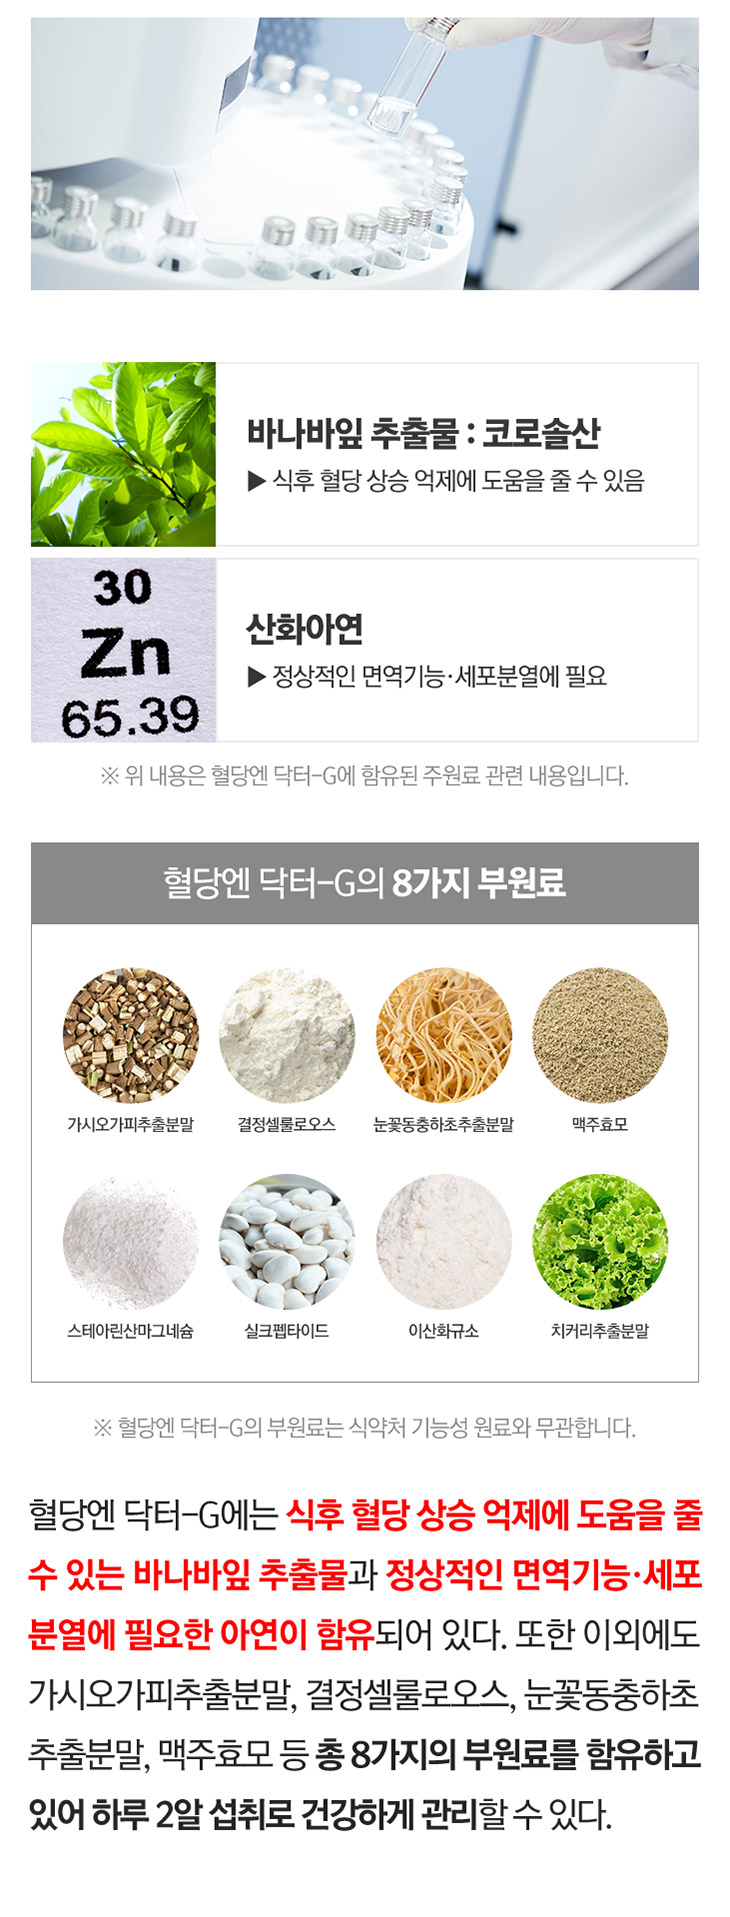 바나바잎 추출물 : 코로솔산
▶ 식후 혈당 상승 억제에 도움을 줄 수 있음
30
Zn
65.39
산화아연
▶ 정상적인 면역기능·세포분열에 필요
※ 위 내용은 혈당엔 닥터-G에 함유된 주원료 관련 내용입니다.
혈당엔 닥터-G의 8가지 부원료
가시오가피추출분말 결정셀룰로오스 눈꽃동충하초추출분말 맥주효모
스테아린산마그네슘 실크펩타이드 이산화규소 치커리추출분말
※ 혈당엔 닥터-G의 부원료는 식약처 기능성 원료와 무관합니다.
혈당엔 닥터-G에는 식후 혈당 상승 억제에 도움을 줄
수 있는 바나바잎 추출물과 정상적인 면역기능·세포
분열에 필요한 아연이 함유되어 있다. 또한 이외에도
가시오가피추출분말, 결정셀룰로오스, 눈꽃동충하초
추출분말, 맥주효모 등 총 8가지의 부원료를 함유하고
있어 하루 2알 섭취로 건강하게 관리할 수 있다.